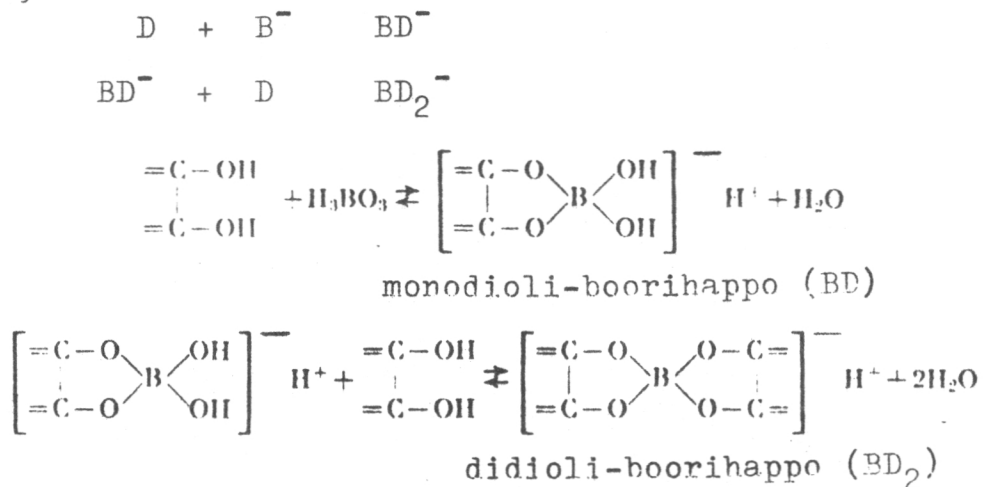 D + B⁻ BD⁻
BD⁻ + D BD₂⁻
=C-OH
+H₃BO₃ ⇄
=C-OH
[=C-O OH]⁻
B H⁺+H₂O
[=C-O OH]
monodioli-boorihappo (BD)
[=C-O OH]⁻
B H⁺+
[=C-O OH]
=C-OH
⇄
=C-OH
[=C-O O-C=]⁻
B H⁺+2H₂O
[=C-O O-C=]
didioli-boorihappo (BD₂)